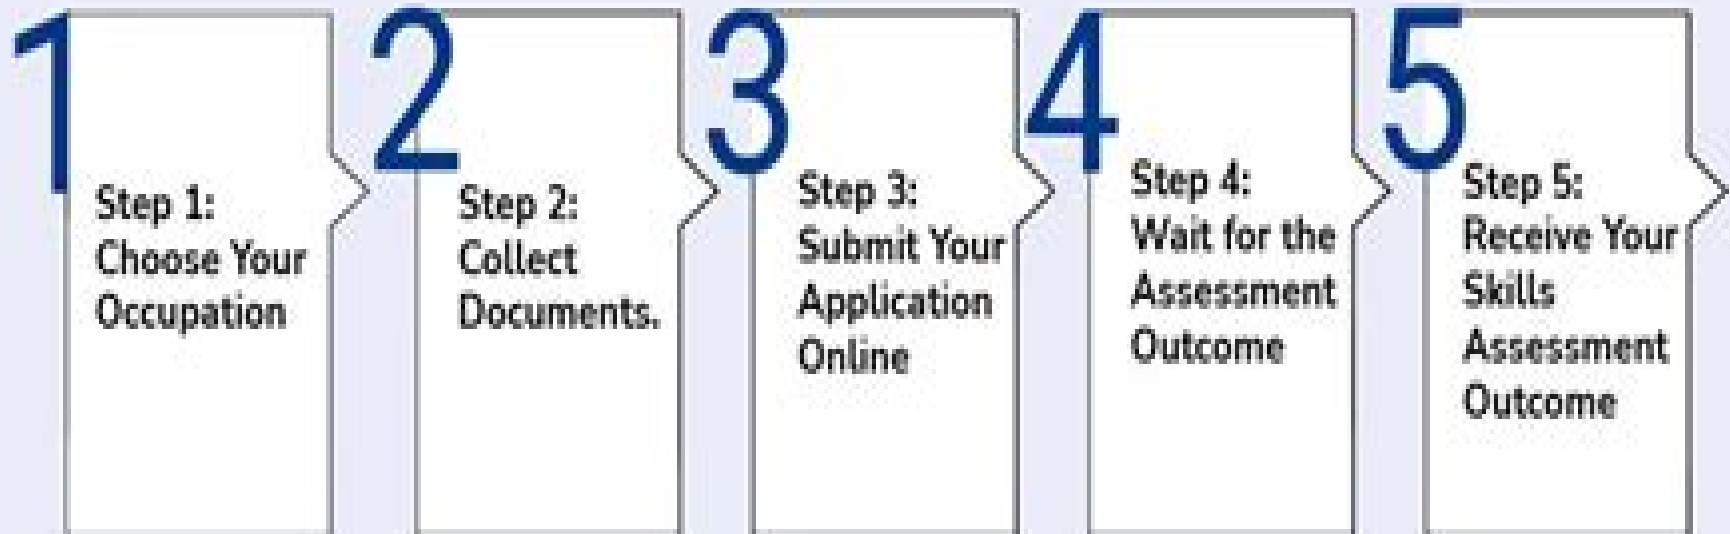 1
Step 1:
Choose Your
Occupation
2
Step 2:
Collect
Documents.
3
Step 3:
Submit Your
Application
Online
4
Step 4:
Wait for the
Assessment
Outcome
5
Step 5:
Receive Your
Skills
Assessment
Outcome